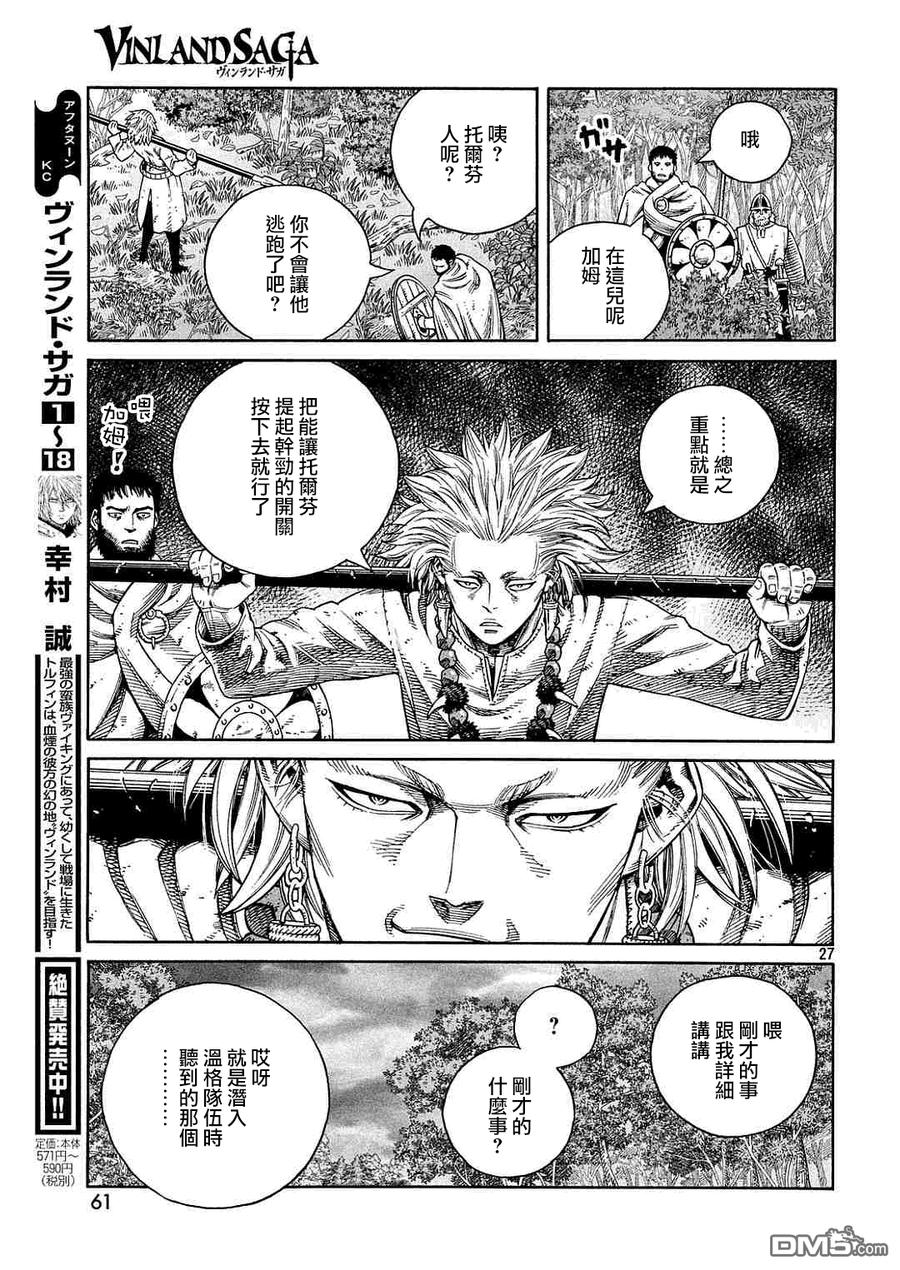 VINLAND SAGA
ヴィンランド・サガ
哦
ガサ
在這兒呢
加姆
咦?
托爾芬
人呢?
你不會讓他
逃跑了吧?
……總之
重點就是
把能讓托爾芬
提起幹勁的開關
按下去就行了
喂
加姆!
27
喂
剛才的事
跟我詳細
講講
?
剛才的
什麼事?
哎呀
就是潛入
溫格隊伍時
聽到的那個
…………
アフタヌーン
KC
ヴィンランド・サガ
1〜18
幸村 誠
最強の蛮族ヴァイキングにあって、幼くして戦場に生きた
トルフィンは、血煙の彼方の幻の地〝ヴィンランド〟を目指す!
絶賛発売中!!
定価:本体
571円〜
590円
(税別)
61
DM5.com